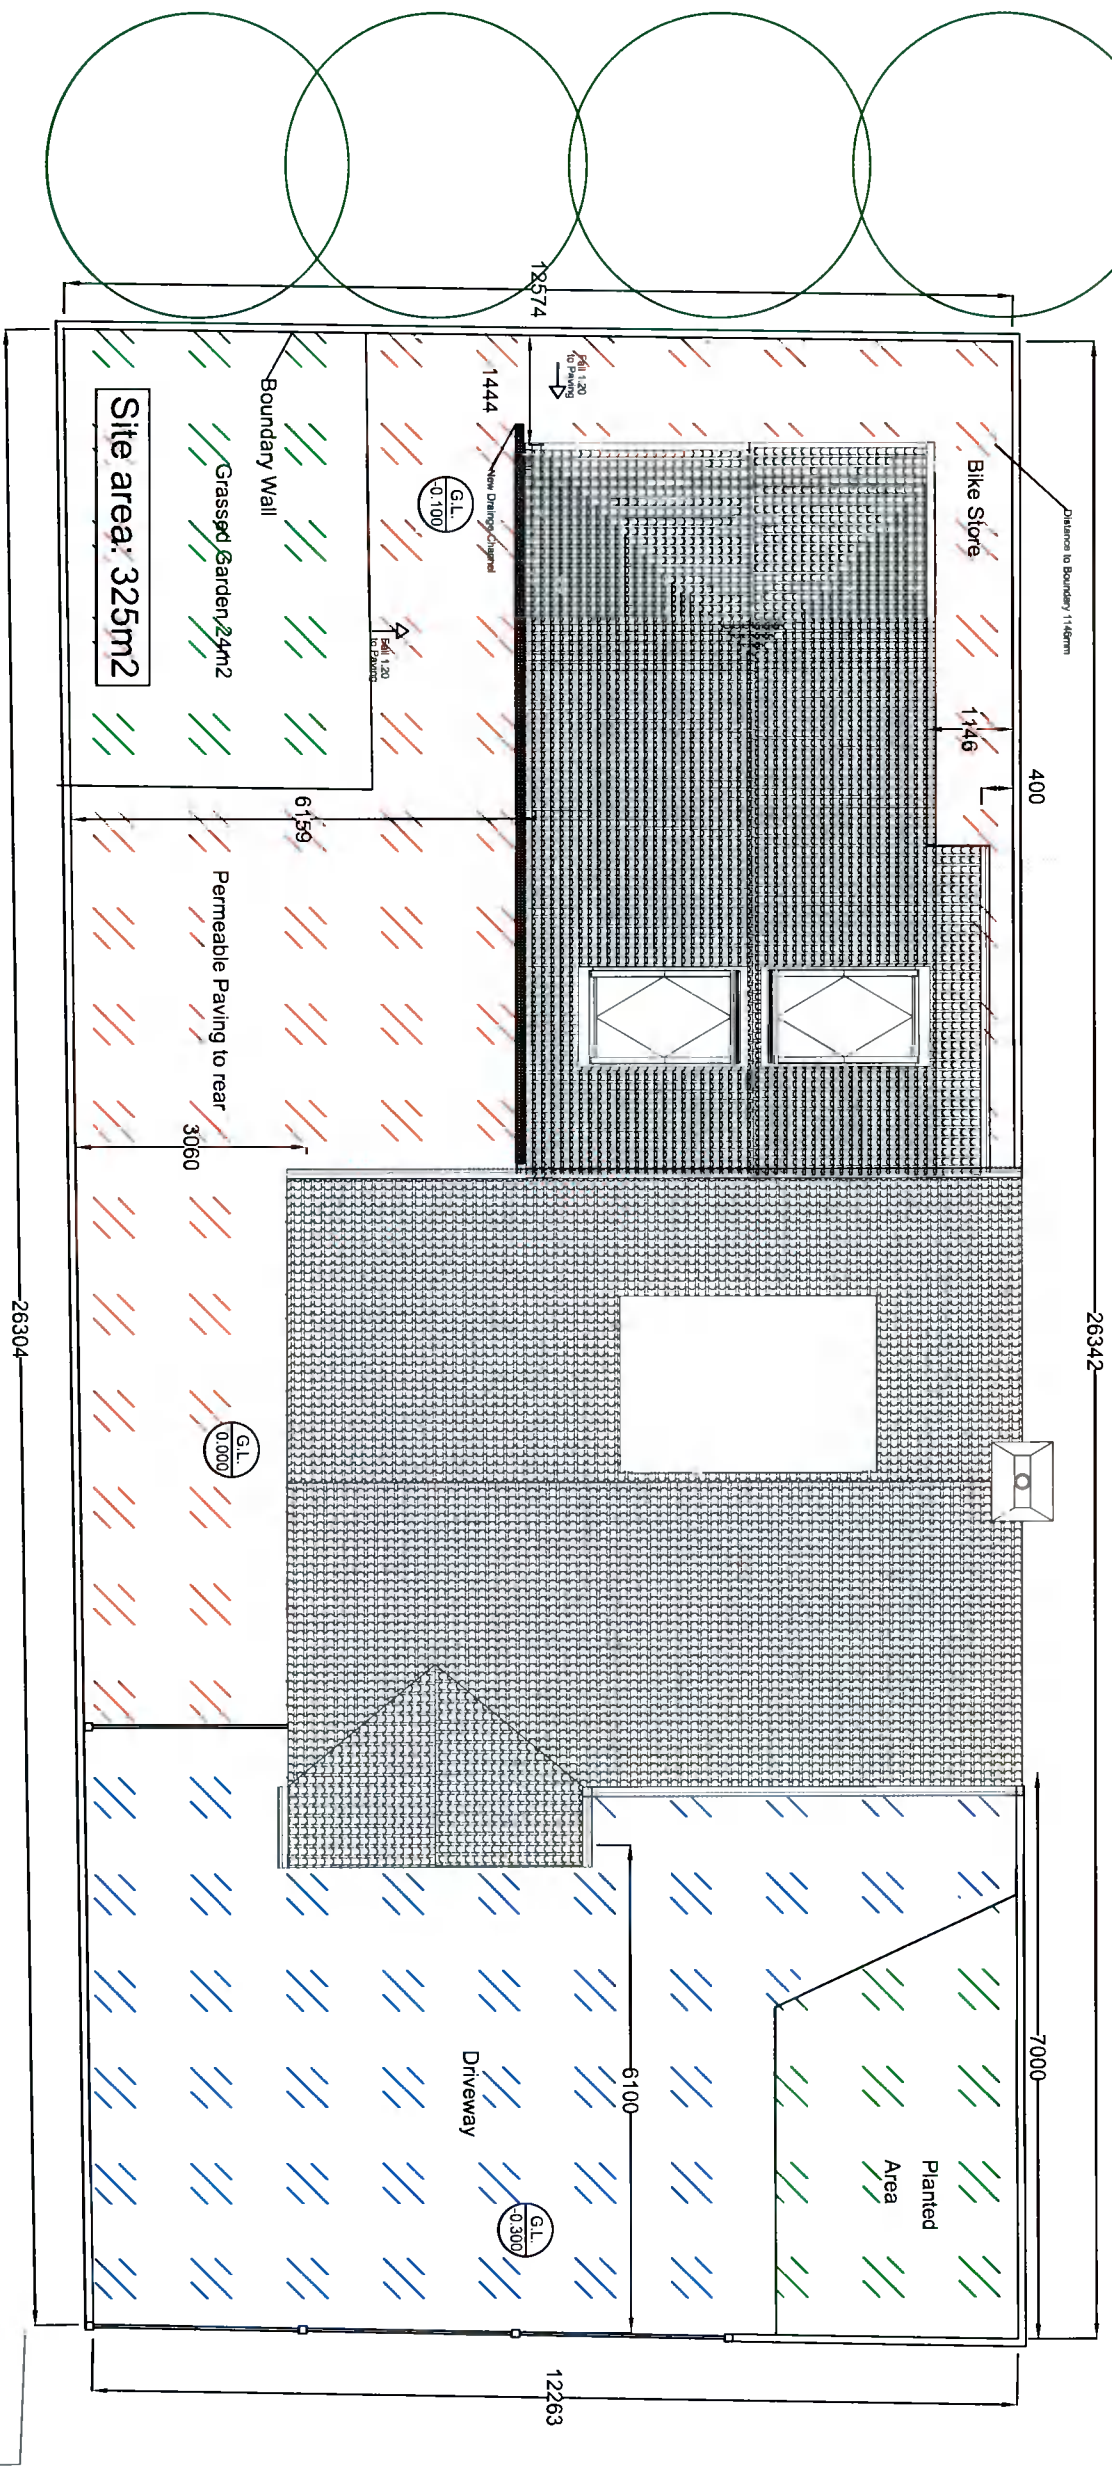 12574
Distance to Boundary 1146mm
Fall 1:20
to Paving
Bike Store
1444
New Drainge Channel
G.L.
-0.100
Boundary Wall
Grassed Garden 24m2
Site area: 325m2
Fall 1:20
to Paving
1146
400
6159
Permeable Paving to rear
3060
26342
26304
G.L.
0.000
7000
6100
Driveway
Planted
Area
G.L.
-0.300
12263